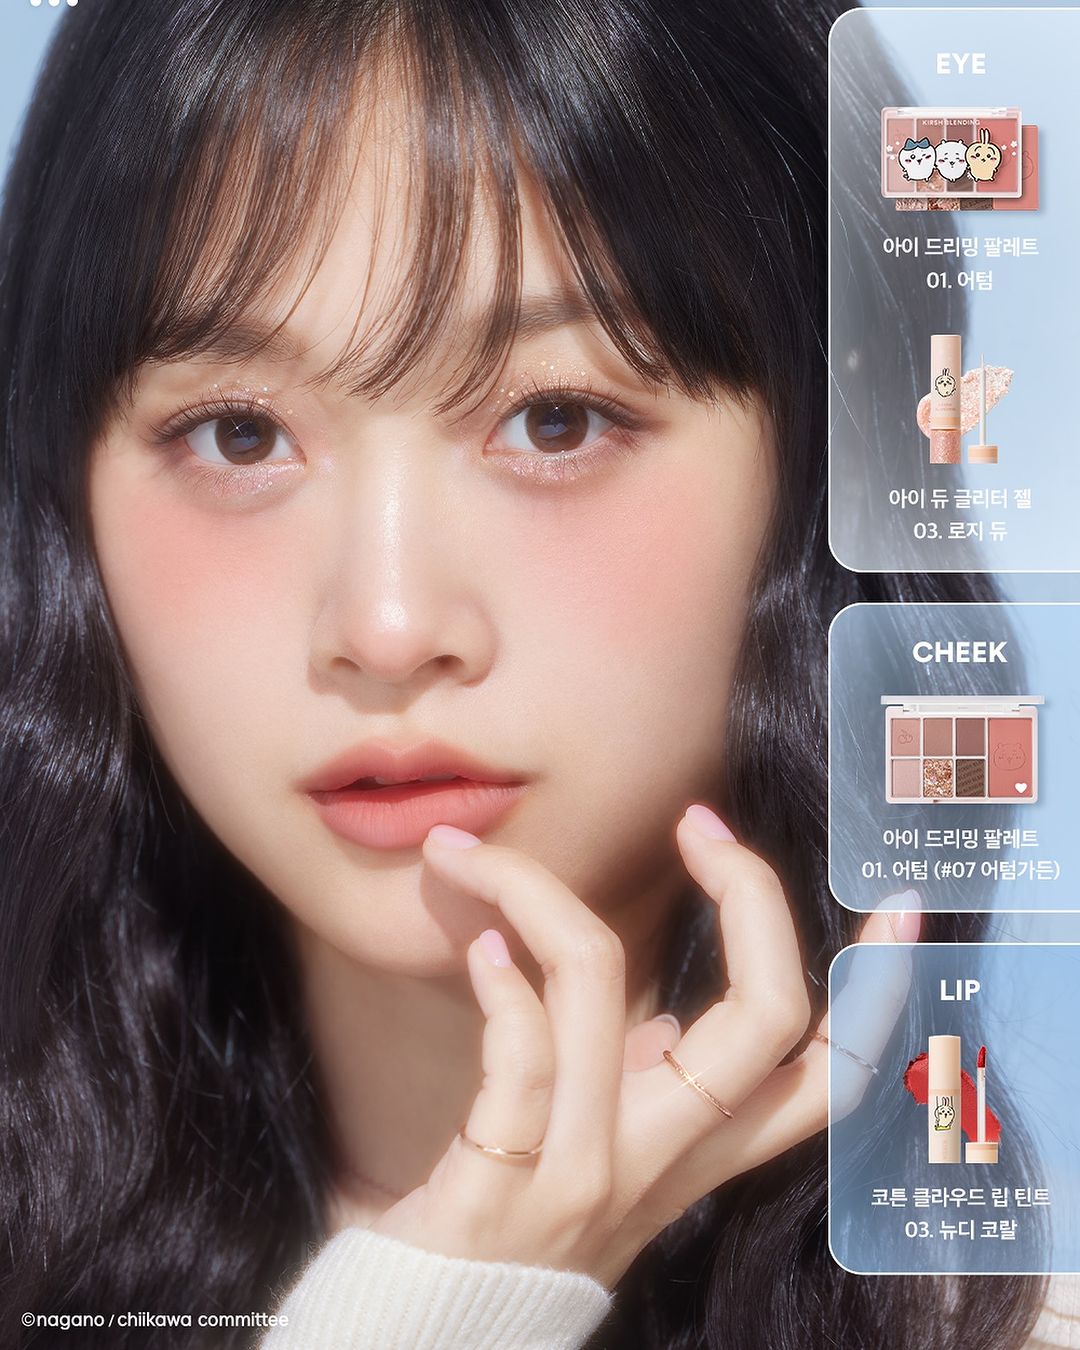 EYE
KIRSH BLENDING
아이 드리밍 팔레트
01. 어텀
아이 듀 글리터 젤
03. 로지 듀
CHEEK
아이 드리밍 팔레트
01. 어텀 (#07 어텀가든)
LIP
코튼 클라우드 립 틴트
03. 뉴디 코랄
©nagano / chiikawa committee